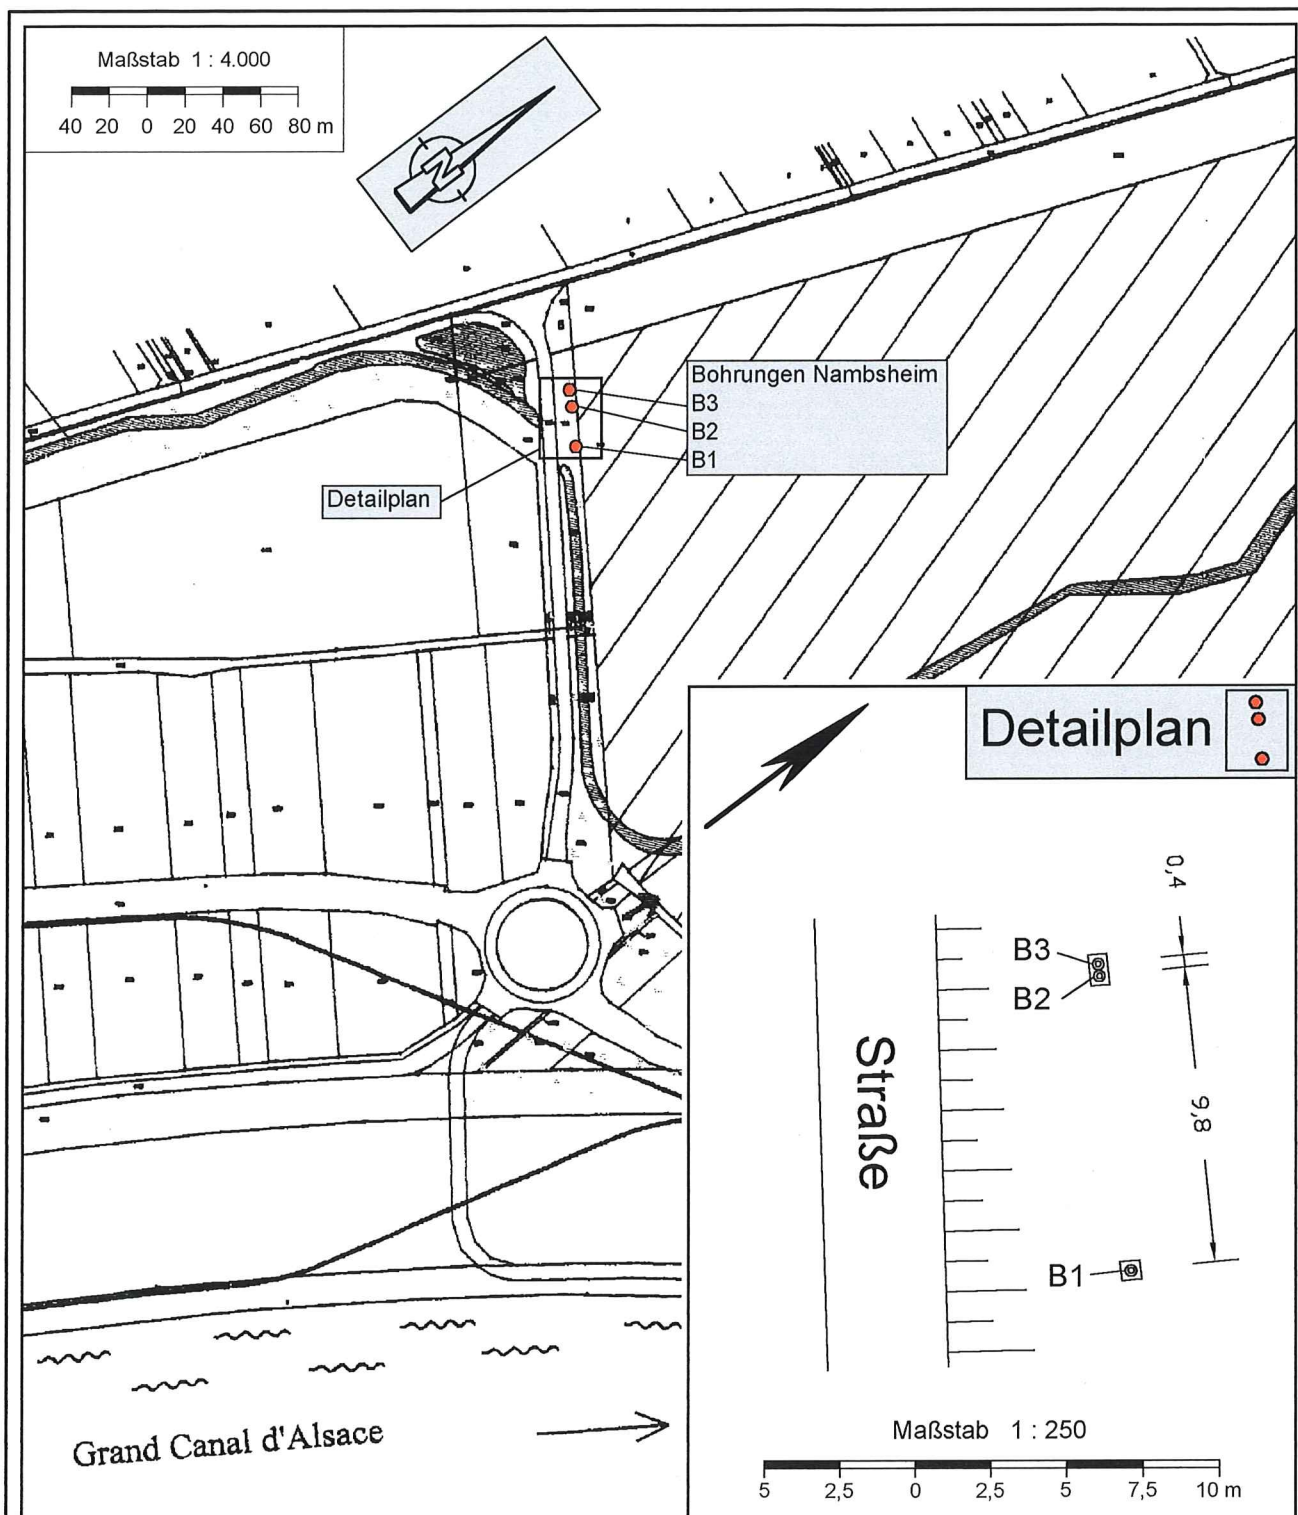 Maßstab 1 : 4.000
40 20 0 20 40 60 80 m
N
Bohrungen Nambsheim
B3
B2
B1
Detailplan
Detailplan
0,4
B3
B2
Straße
9,8
B1
Maßstab 1 : 250
5 2,5 0 2,5 5 7,5 10 m
Grand Canal d'Alsace